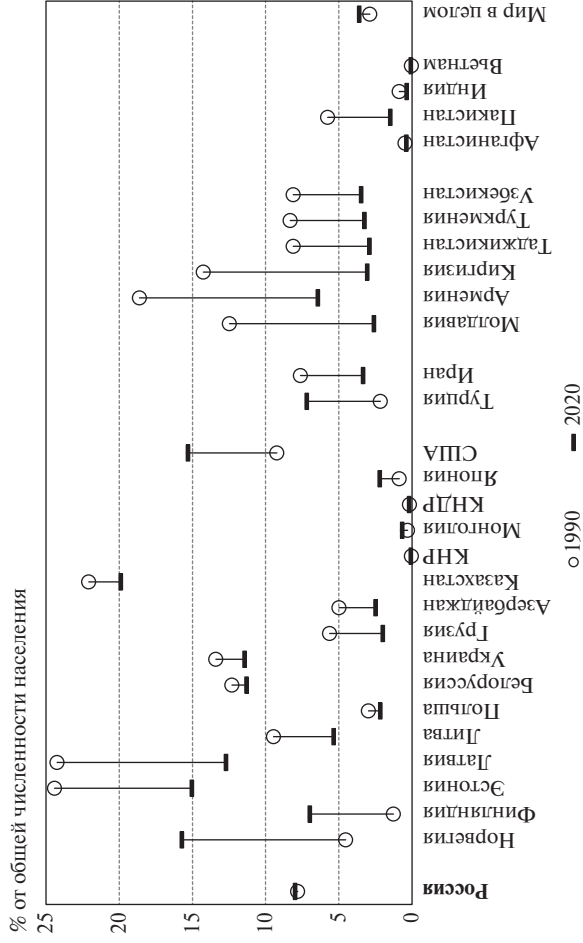 % от общей численности населения
25
20
15
10
5
0
Россия
Норвегия
Финляндия
Эстония
Латвия
Литва
Польша
Белоруссия
Украина
Грузия
Азербайджан
Казахстан
КНР
Монголия
КНДР
Япония
США
Турция
Иран
Молдавия
Армения
Киргизия
Таджикистан
Туркмения
Узбекистан
Афганистан
Пакистан
Индия
Вьетнам
Мир в целом
1990 2020